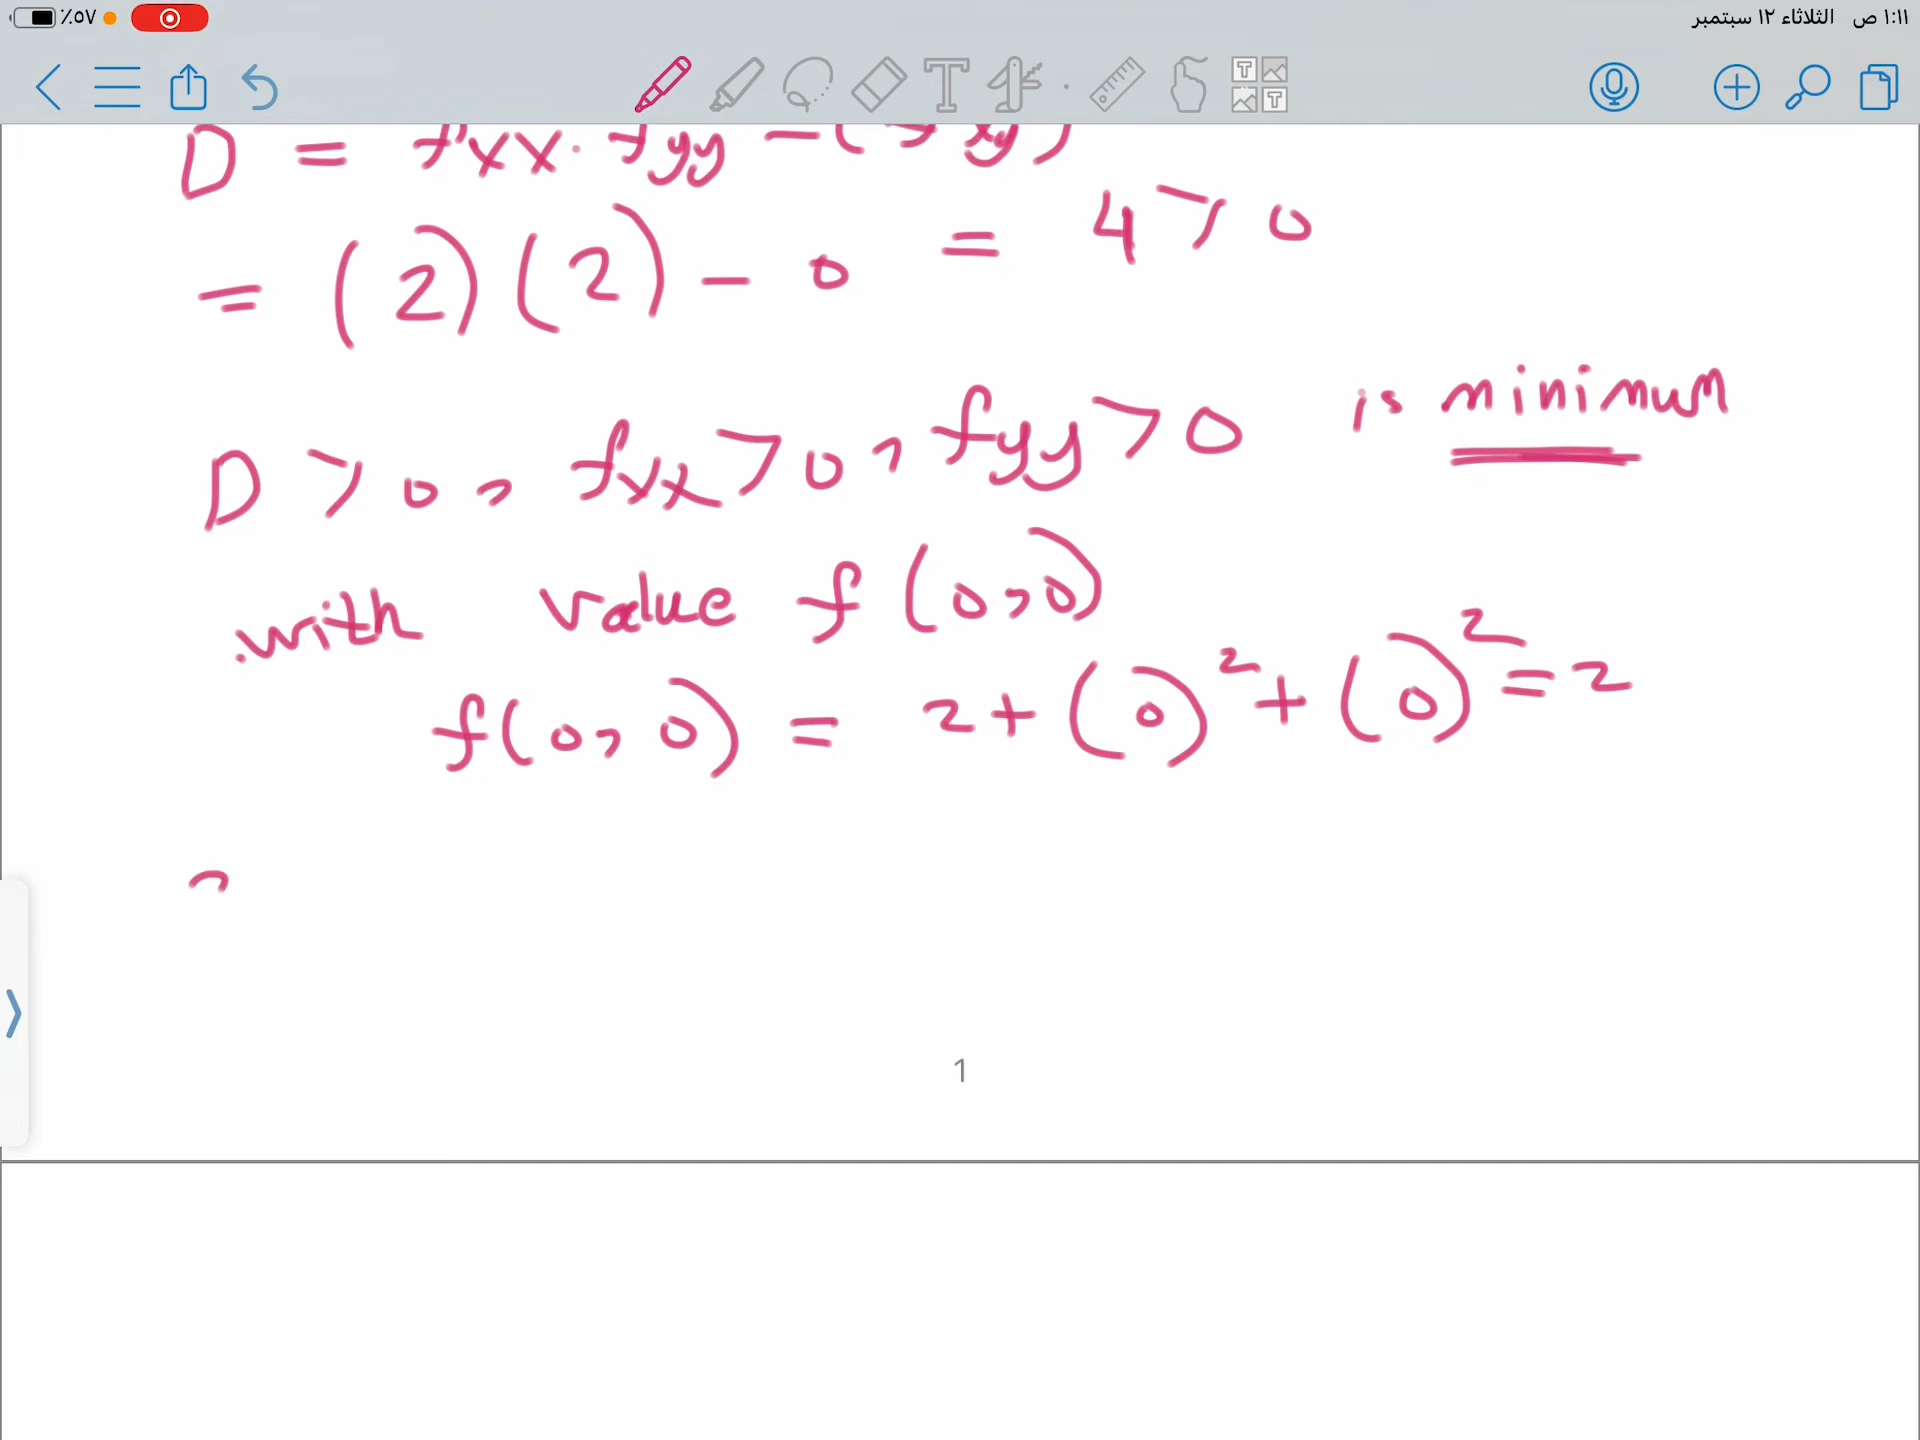 ١:١١ ص الثلاثاء ١٢ سبتمبر
٪٥٧
D = fxx . fyy - (fxy)
= (2)(2) - 0 = 4 > 0
D > 0 , fxx > 0 , fyy > 0 is minimum
with value f(0,0)
f(0,0) = 2 + (0)² + (0)² = 2
1